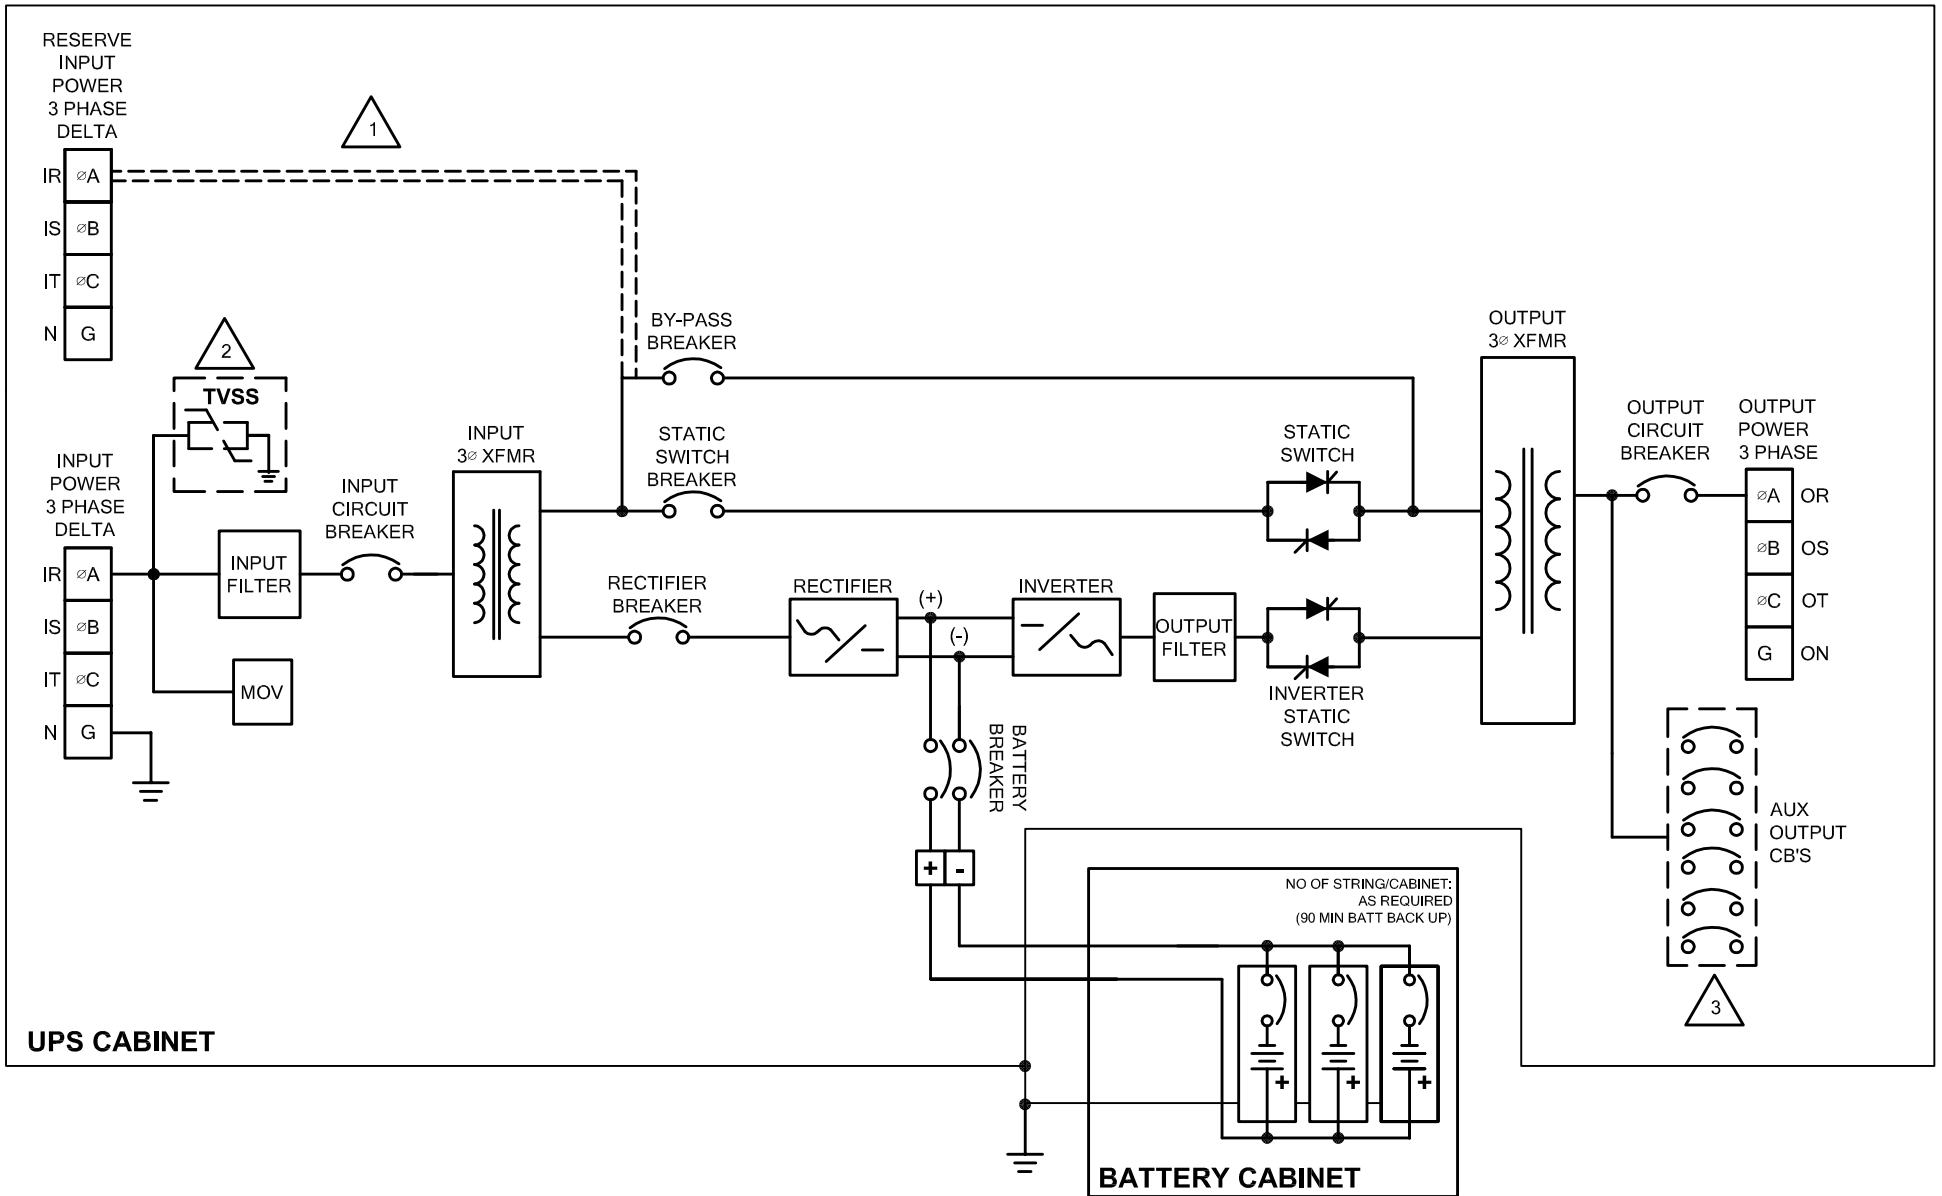 RESERVE
INPUT
POWER
3 PHASE
DELTA
IR ⌀A
IS ⌀B
IT ⌀C
N G
1
2
TVSS
INPUT
POWER
3 PHASE
DELTA
IR ⌀A
IS ⌀B
IT ⌀C
N G
INPUT
FILTER
MOV
INPUT
CIRCUIT
BREAKER
INPUT
3⌀ XFMR
BY-PASS
BREAKER
STATIC
SWITCH
BREAKER
RECTIFIER
BREAKER
RECTIFIER
(+)
(-)
INVERTER
OUTPUT
FILTER
STATIC
SWITCH
INVERTER
STATIC
SWITCH
BATTERY
BREAKER
+ -
OUTPUT
3⌀ XFMR
OUTPUT
CIRCUIT
BREAKER
OUTPUT
POWER
3 PHASE
⌀A OR
⌀B OS
⌀C OT
G ON
AUX
OUTPUT
CB'S
3
NO OF STRING/CABINET:
AS REQUIRED
(90 MIN BATT BACK UP)
+ + +
UPS CABINET
BATTERY CABINET